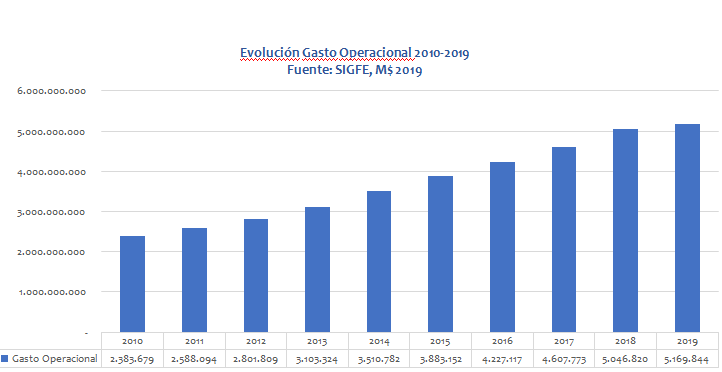 Evolución Gasto Operacional 2010-2019
Fuente: SIGFE, M$ 2019
6.000.000.000
5.000.000.000
4.000.000.000
3.000.000.000
2.000.000.000
1.000.000.000
-
2010 2011 2012 2013 2014 2015 2016 2017 2018 2019
Gasto Operacional 2.383.679 2.588.094 2.801.809 3.103.324 3.510.782 3.883.152 4.227.117 4.607.773 5.046.820 5.169.844